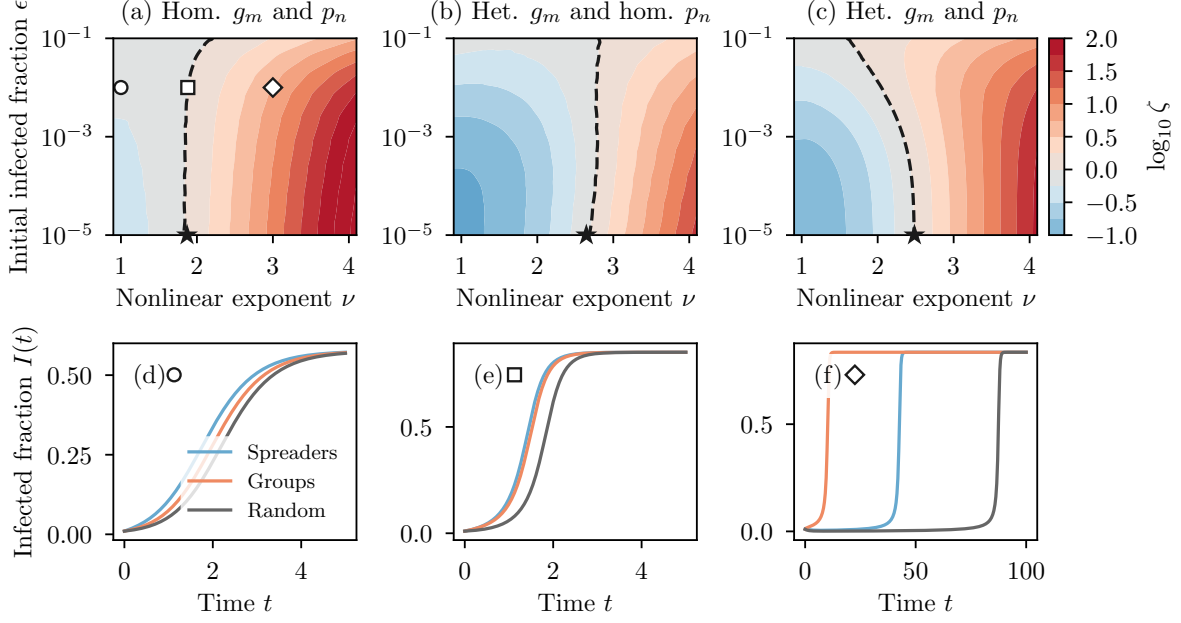 (a) Hom. $g_m$ and $p_n$
(b) Het. $g_m$ and hom. $p_n$
(c) Het. $g_m$ and $p_n$
Initial infected fraction ϵ
10⁻¹
10⁻³
10⁻⁵
1 2 3 4
Nonlinear exponent ν
10⁻¹
10⁻³
10⁻⁵
1 2 3 4
Nonlinear exponent ν
10⁻¹
10⁻³
10⁻⁵
1 2 3 4
Nonlinear exponent ν
2.0
1.5
1.0
0.5
0.0
−0.5
−1.0
log₁₀ ζ
Infected fraction I(t)
(d)
0.50
0.25
0.00
Spreaders
Groups
Random
0 2 4
Time t
(e)
0.5
0.0
0 2 4
Time t
(f)
0.5
0.0
0 50 100
Time t